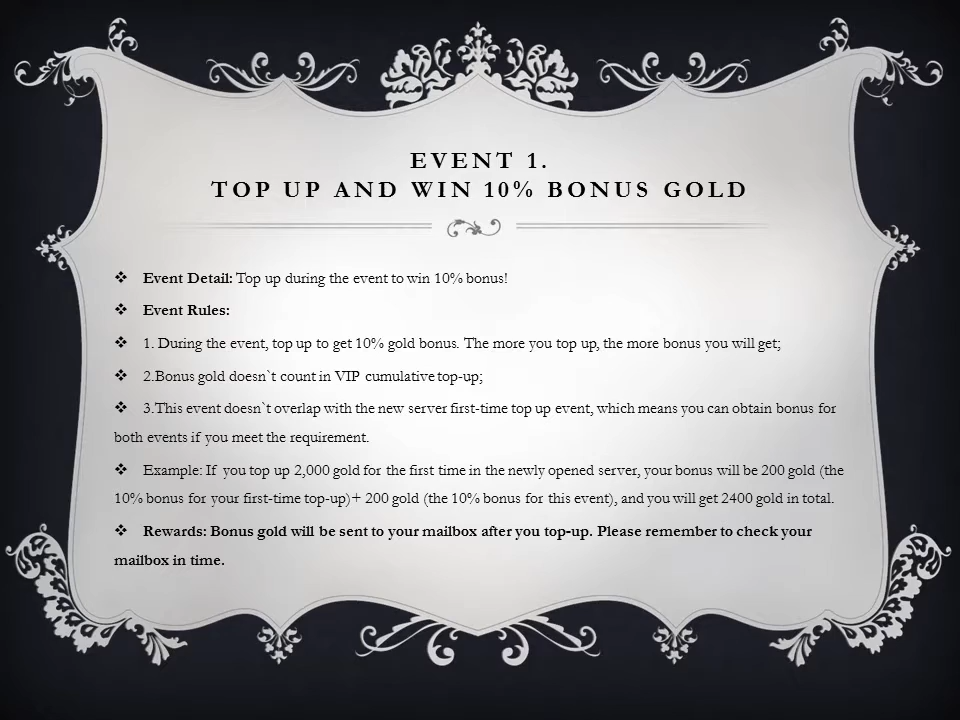 EVENT 1.
TOP UP AND WIN 10% BONUS GOLD
❖ Event Detail: Top up during the event to win 10% bonus!
❖ Event Rules:
❖ 1. During the event, top up to get 10% gold bonus. The more you top up, the more bonus you will get;
❖ 2.Bonus gold doesn`t count in VIP cumulative top-up;
❖ 3.This event doesn`t overlap with the new server first-time top up event, which means you can obtain bonus for
both events if you meet the requirement.
❖ Example: If you top up 2,000 gold for the first time in the newly opened server, your bonus will be 200 gold (the
10% bonus for your first-time top-up)+ 200 gold (the 10% bonus for this event), and you will get 2400 gold in total.
❖ Rewards: Bonus gold will be sent to your mailbox after you top-up. Please remember to check your
mailbox in time.